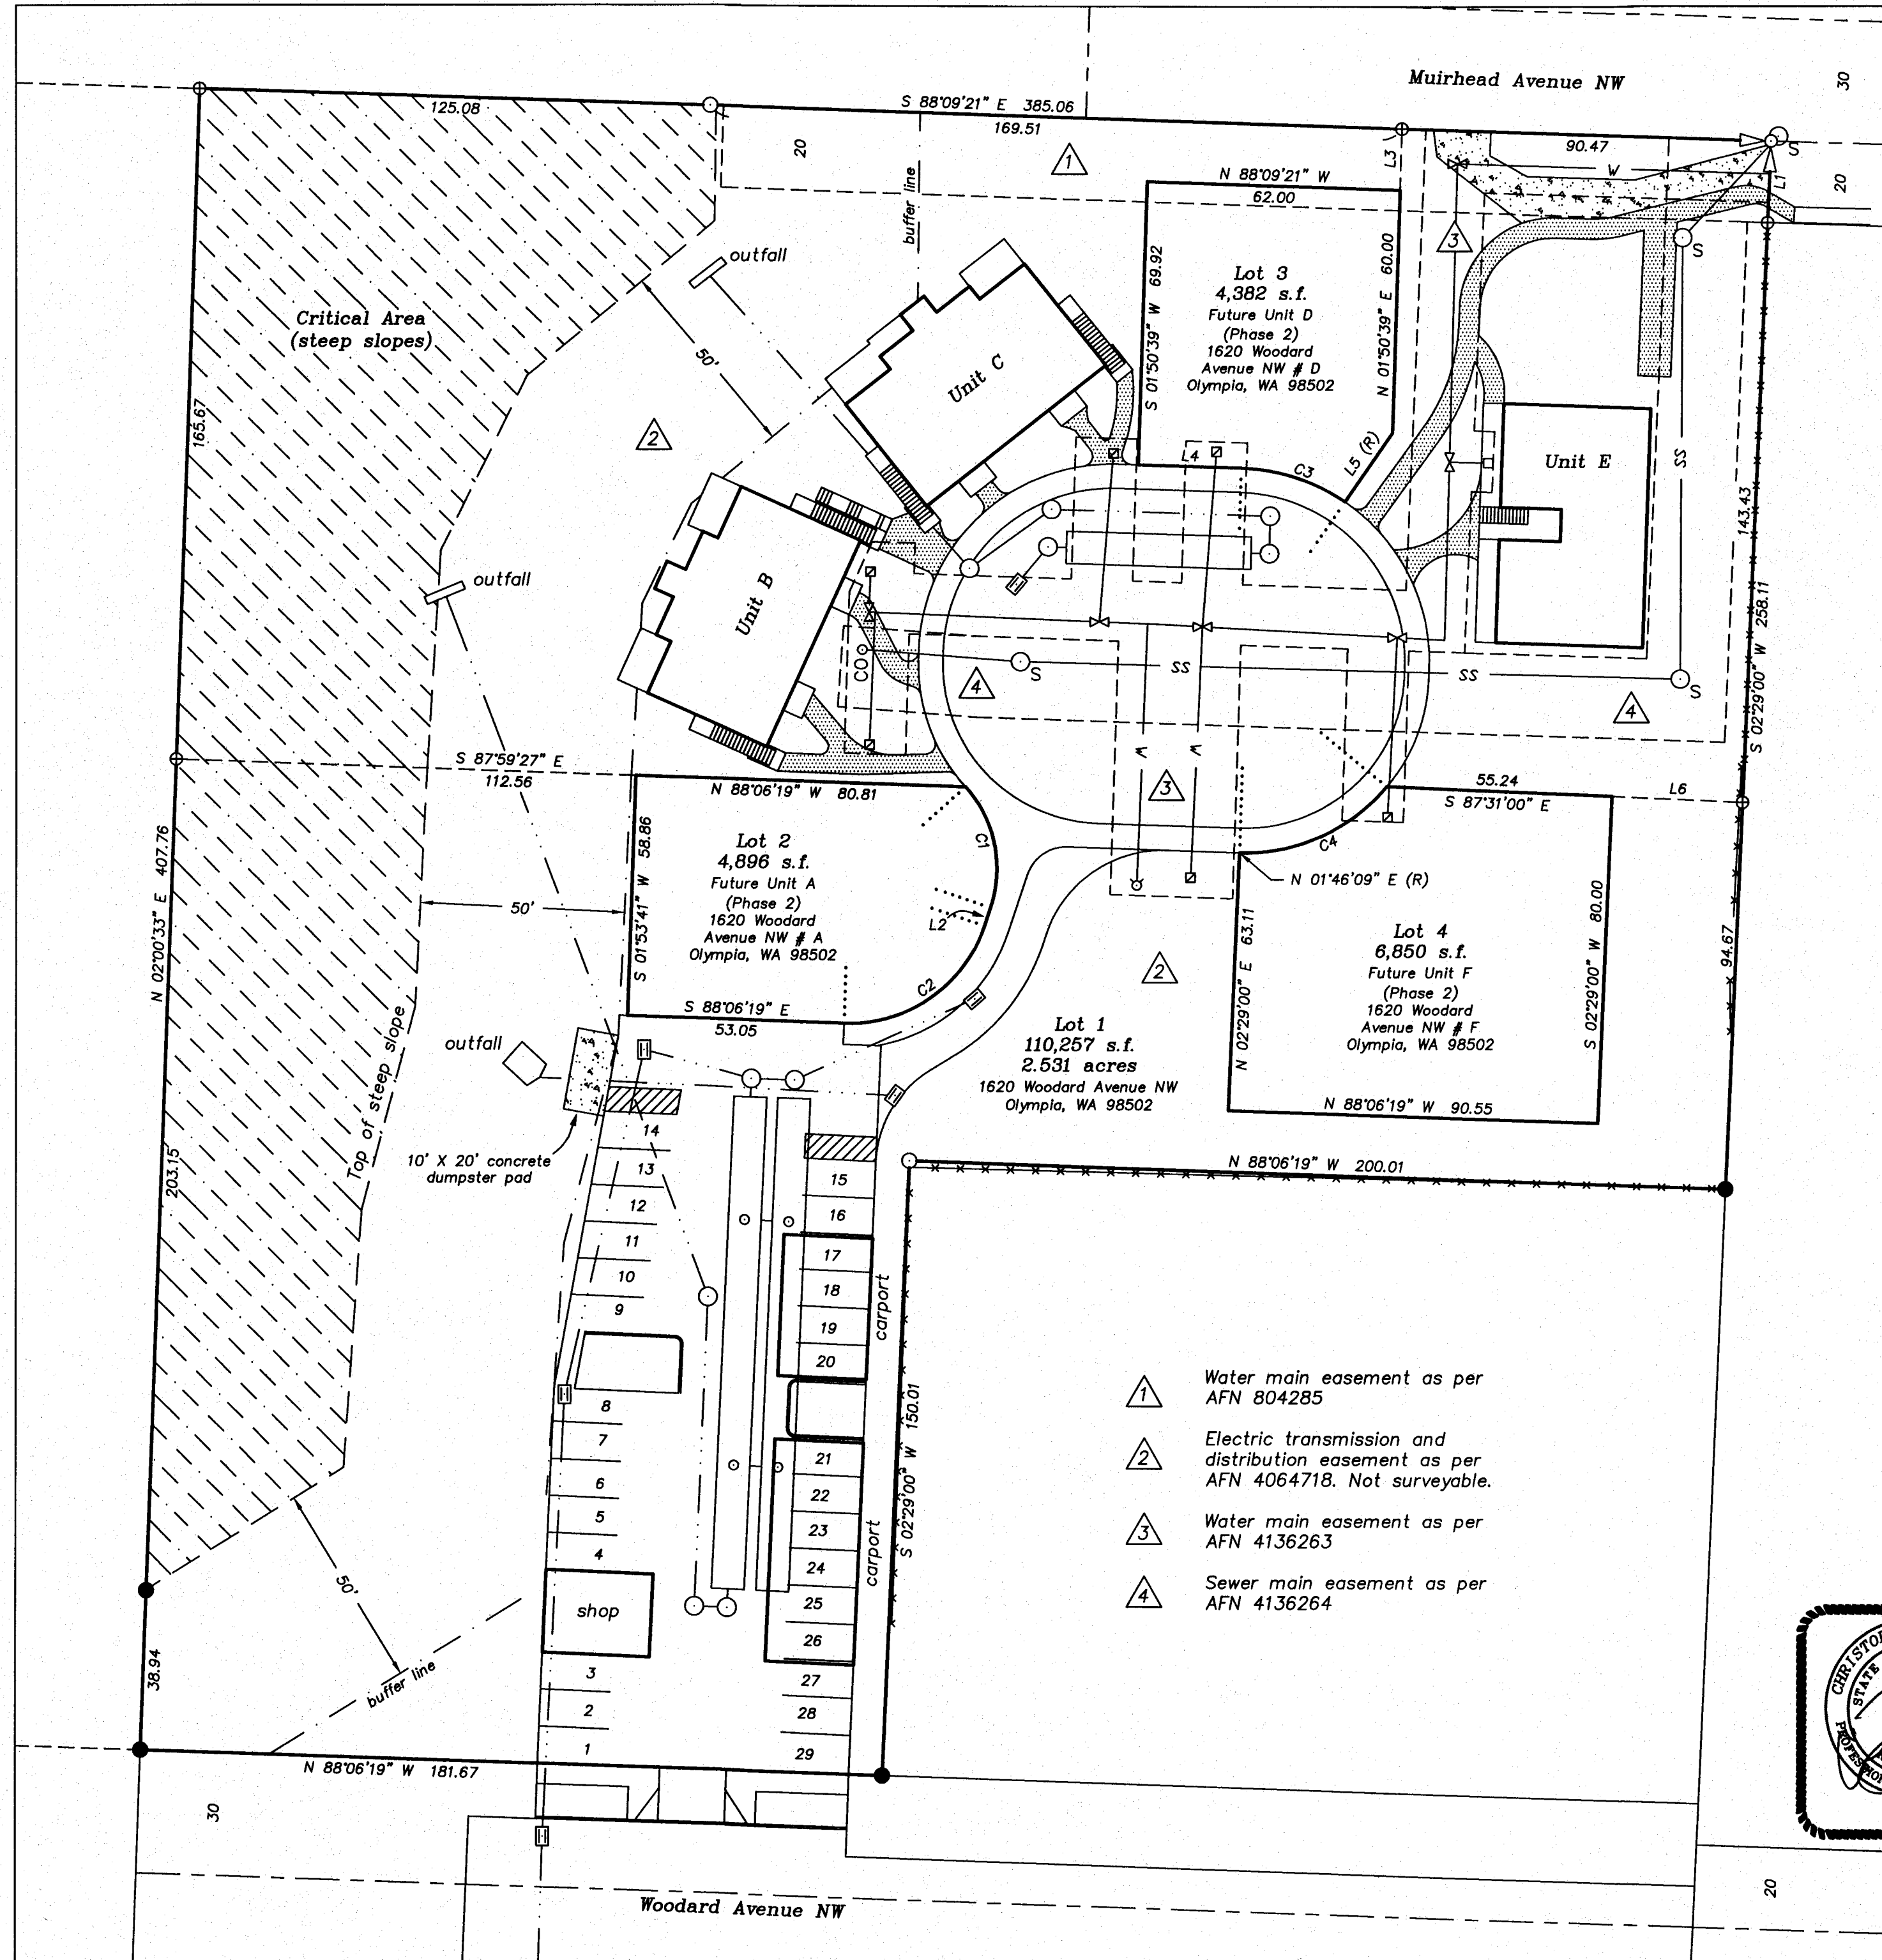 Muirhead Avenue NW
30
125.08
S 88°09'21" E 385.06
169.51
90.47
20
20
L3
L1
S
W
1
buffer line
N 88°09'21" W
62.00
outfall
Critical Area
(steep slopes)
50'
Unit C
S 01°50'39" W 69.92
Lot 3
4,382 s.f.
Future Unit D
(Phase 2)
1620 Woodard
Avenue NW # D
Olympia, WA 98502
N 01°50'39" E 60.00
3
S
165.67
2
L4
C3
L5 (R)
Unit E
SS
143.43
outfall
Unit B
CO
S
4
SS
SS
S
4
S 02°29'00" W 258.11
S 87°59'27" E
112.56
N 88°06'19" W 80.81
W
W
3
55.24
S 87°31'00" E
L6
N 02°00'33" E 407.76
S 01°53'41" W 58.86
Lot 2
4,896 s.f.
Future Unit A
(Phase 2)
1620 Woodard
Avenue NW # A
Olympia, WA 98502
C1
L2
C2
C4
N 01°46'09" E (R)
50'
S 88°06'19" E
53.05
2
N 02°29'00" E 63.11
Lot 4
6,850 s.f.
Future Unit F
(Phase 2)
1620 Woodard
Avenue NW # F
Olympia, WA 98502
S 02°29'00" W 80.00
94.67
N 88°06'19" W 90.55
Lot 1
110,257 s.f.
2.531 acres
1620 Woodard Avenue NW
Olympia, WA 98502
outfall
Top of steep slope
10' X 20' concrete
dumpster pad
203.15
N 88°06'19" W 200.01
14
13
12
11
10
9
8
7
6
5
4
shop
3
2
1
15
16
17
18
19
20
21
22
23
24
25
26
27
28
29
carport
carport
S 02°29'00" W 150.01
1
Water main easement as per
AFN 804285
2
Electric transmission and
distribution easement as per
AFN 4064718. Not surveyable.
3
Water main easement as per
AFN 4136263
4
Sewer main easement as per
AFN 4136264
50'
buffer line
38.94
N 88°06'19" W 181.67
30
Woodard Avenue NW
20
STATE